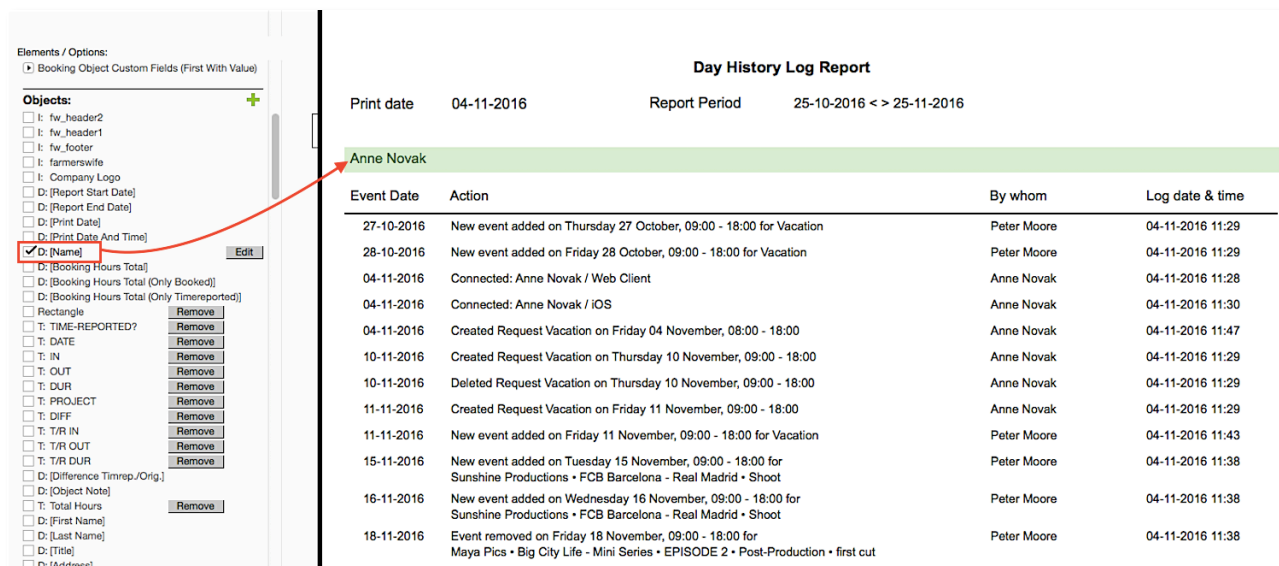 Elements / Options:
Booking Object Custom Fields (First With Value)
Objects:
I: fw_header2
I: fw_header1
I: fw_footer
I: farmerswife
I: Company Logo
D: [Report Start Date]
D: [Report End Date]
D: [Print Date]
D: [Print Date And Time]
D: [Name] Edit
D: [Booking Hours Total]
D: [Booking Hours Total (Only Booked)]
D: [Booking Hours Total (Only Timereported)]
Rectangle Remove
T: TIME-REPORTED? Remove
T: DATE Remove
T: IN Remove
T: OUT Remove
T: DUR Remove
T: PROJECT Remove
T: DIFF Remove
T: T/R IN Remove
T: T/R OUT Remove
T: T/R DUR Remove
D: [Difference Timrep./Orig.]
D: [Object Note]
T: Total Hours Remove
D: [First Name]
D: [Last Name]
D: [Title]
D: [Address]
Day History Log Report
Print date 04-11-2016 Report Period 25-10-2016 < > 25-11-2016
Anne Novak
Event Date Action By whom Log date & time
27-10-2016 New event added on Thursday 27 October, 09:00 - 18:00 for Vacation Peter Moore 04-11-2016 11:29
28-10-2016 New event added on Friday 28 October, 09:00 - 18:00 for Vacation Peter Moore 04-11-2016 11:29
04-11-2016 Connected: Anne Novak / Web Client Anne Novak 04-11-2016 11:28
04-11-2016 Connected: Anne Novak / iOS Anne Novak 04-11-2016 11:30
04-11-2016 Created Request Vacation on Friday 04 November, 08:00 - 18:00 Anne Novak 04-11-2016 11:47
10-11-2016 Created Request Vacation on Thursday 10 November, 09:00 - 18:00 Anne Novak 04-11-2016 11:29
10-11-2016 Deleted Request Vacation on Thursday 10 November, 09:00 - 18:00 Anne Novak 04-11-2016 11:29
11-11-2016 Created Request Vacation on Friday 11 November, 09:00 - 18:00 Anne Novak 04-11-2016 11:29
11-11-2016 New event added on Friday 11 November, 09:00 - 18:00 for Vacation Peter Moore 04-11-2016 11:43
15-11-2016 New event added on Tuesday 15 November, 09:00 - 18:00 for Peter Moore 04-11-2016 11:38
Sunshine Productions • FCB Barcelona - Real Madrid • Shoot
16-11-2016 New event added on Wednesday 16 November, 09:00 - 18:00 for Peter Moore 04-11-2016 11:38
Sunshine Productions • FCB Barcelona - Real Madrid • Shoot
18-11-2016 Event removed on Friday 18 November, 09:00 - 18:00 for Peter Moore 04-11-2016 11:38
Maya Pics • Big City Life - Mini Series • EPISODE 2 • Post-Production • first cut